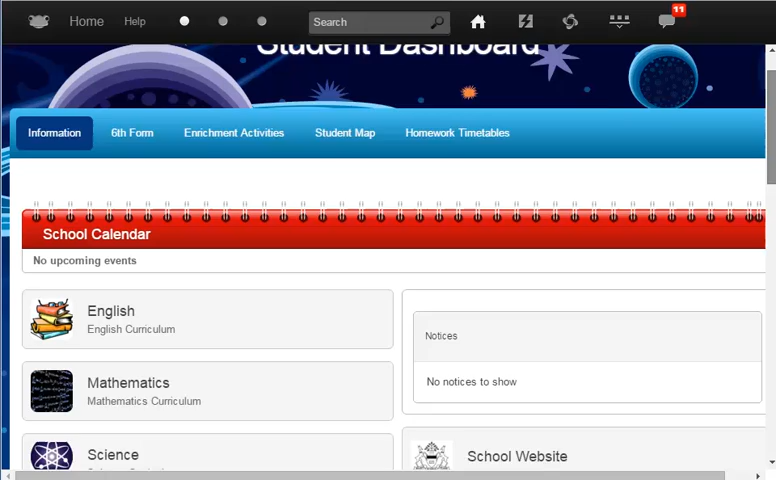 Home Help Search 11
Student Dashboard
Information 6th Form Enrichment Activities Student Map Homework Timetables
School Calendar
No upcoming events
English
English Curriculum
Notices
Mathematics
Mathematics Curriculum
No notices to show
Science
School Website